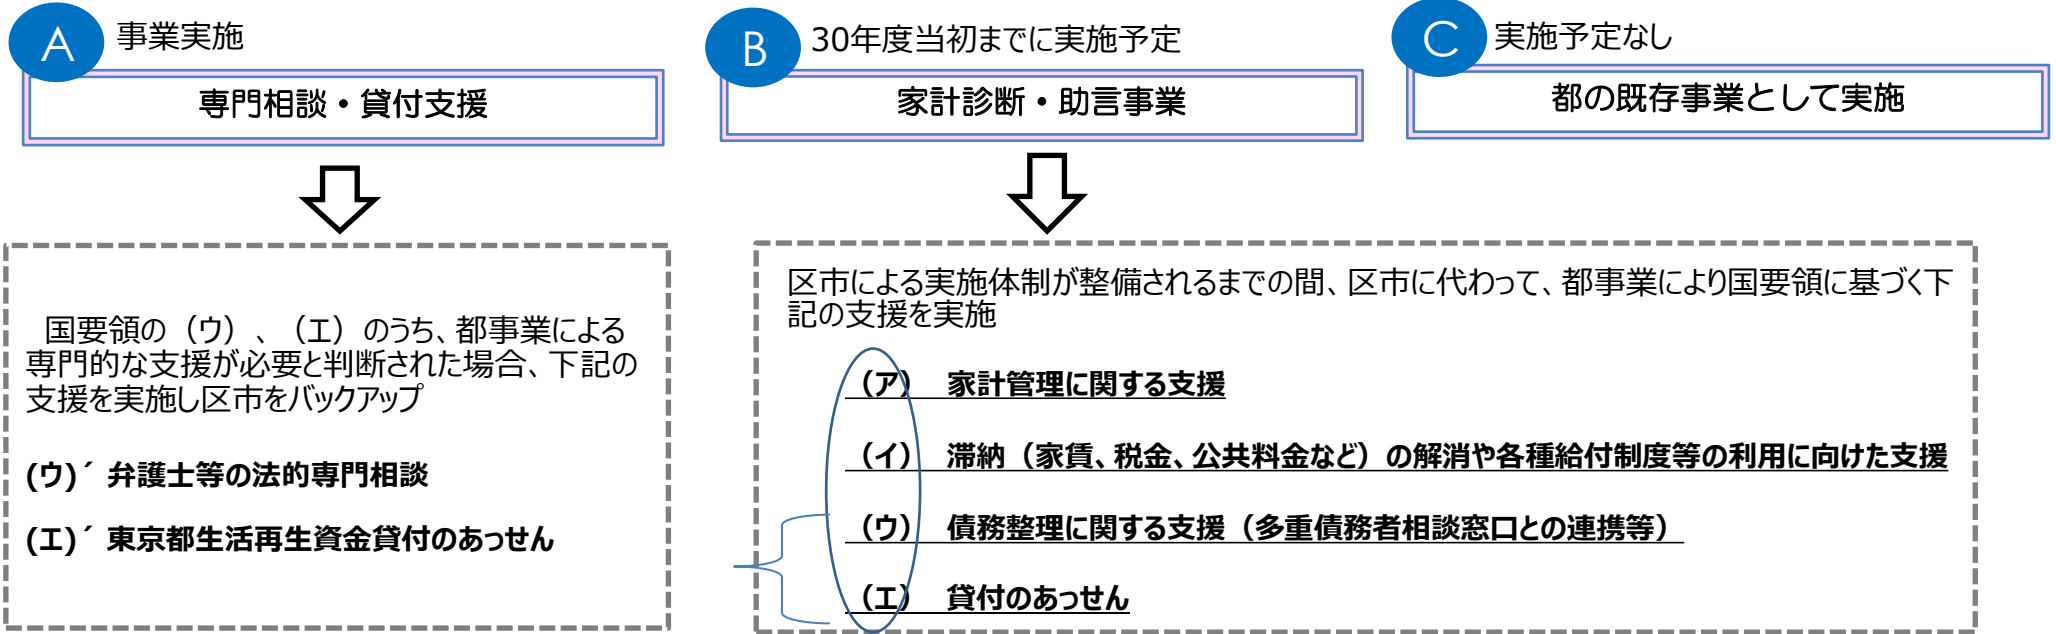 A 事業実施
専門相談・貸付支援
国要領の（ウ）、（エ）のうち、都事業による
専門的な支援が必要と判断された場合、下記の
支援を実施し区市をバックアップ
(ウ)´ 弁護士等の法的専門相談
(エ)´ 東京都生活再生資金貸付のあっせん
B 30年度当初までに実施予定
家計診断・助言事業
区市による実施体制が整備されるまでの間、区市に代わって、都事業により国要領に基づく下
記の支援を実施
（ア） 家計管理に関する支援
（イ） 滞納（家賃、税金、公共料金など）の解消や各種給付制度等の利用に向けた支援
（ウ） 債務整理に関する支援（多重債務者相談窓口との連携等）
（エ） 貸付のあっせん
C 実施予定なし
都の既存事業として実施